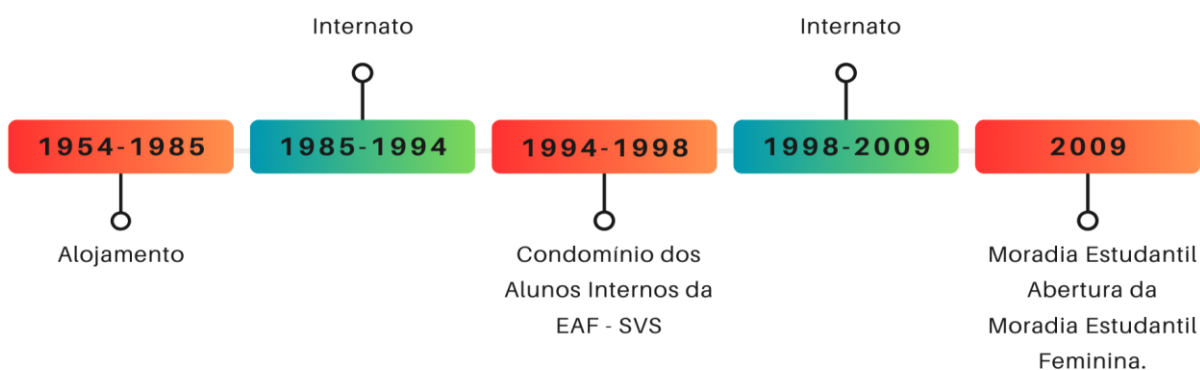 Internato
Internato
1954-1985
1985-1994
1994-1998
1998-2009
2009
Alojamento
Condomínio dos
Alunos Internos da
EAF - SVS
Moradia Estudantil
Abertura da
Moradia Estudantil
Feminina.